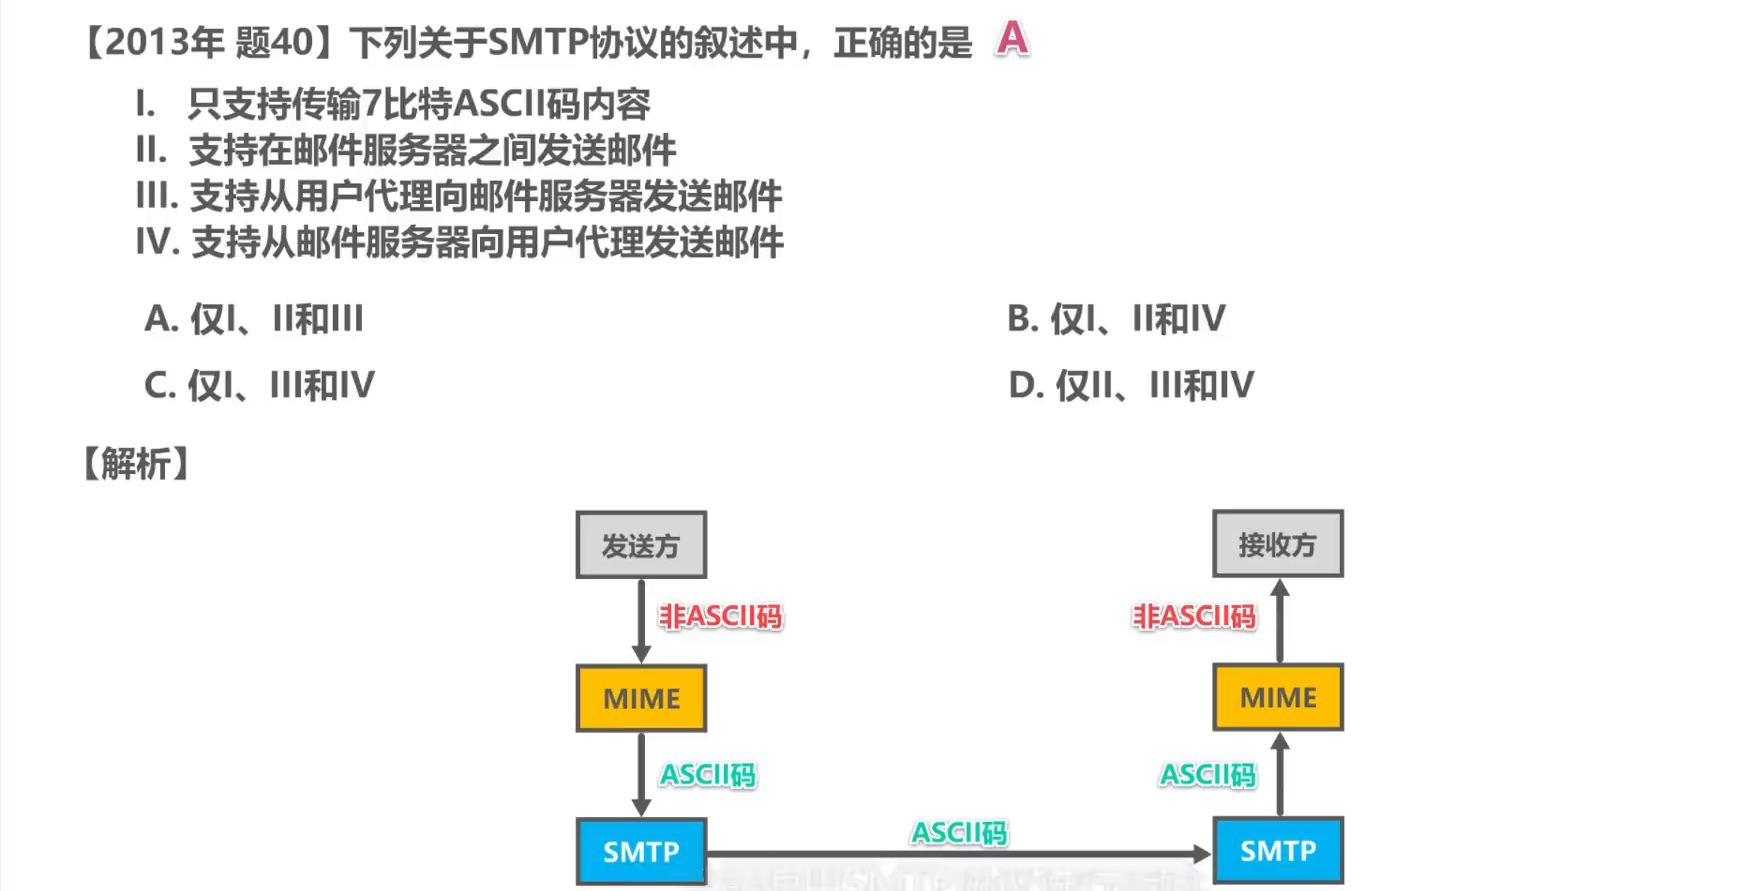 【2013年 题40】下列关于SMTP协议的叙述中，正确的是 A
I. 只支持传输7比特ASCII码内容
II. 支持在邮件服务器之间发送邮件
III. 支持从用户代理向邮件服务器发送邮件
IV. 支持从邮件服务器向用户代理发送邮件
A. 仅I、II和III
B. 仅I、II和IV
C. 仅I、III和IV
D. 仅II、III和IV
【解析】
发送方
接收方
非ASCII码
非ASCII码
MIME
MIME
ASCII码
ASCII码
SMTP
ASCII码
SMTP